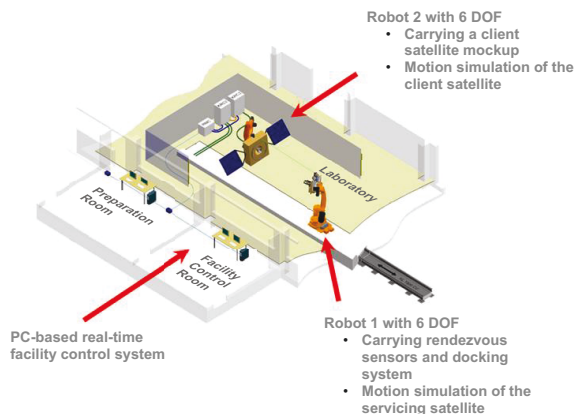 Robot 2 with 6 DOF
• Carrying a client
satellite mockup
• Motion simulation of the
client satellite
Laboratory
Preparation
Room
Facility
Control
Room
PC-based real-time
facility control system
Robot 1 with 6 DOF
• Carrying rendezvous
sensors and docking
system
• Motion simulation of the
servicing satellite